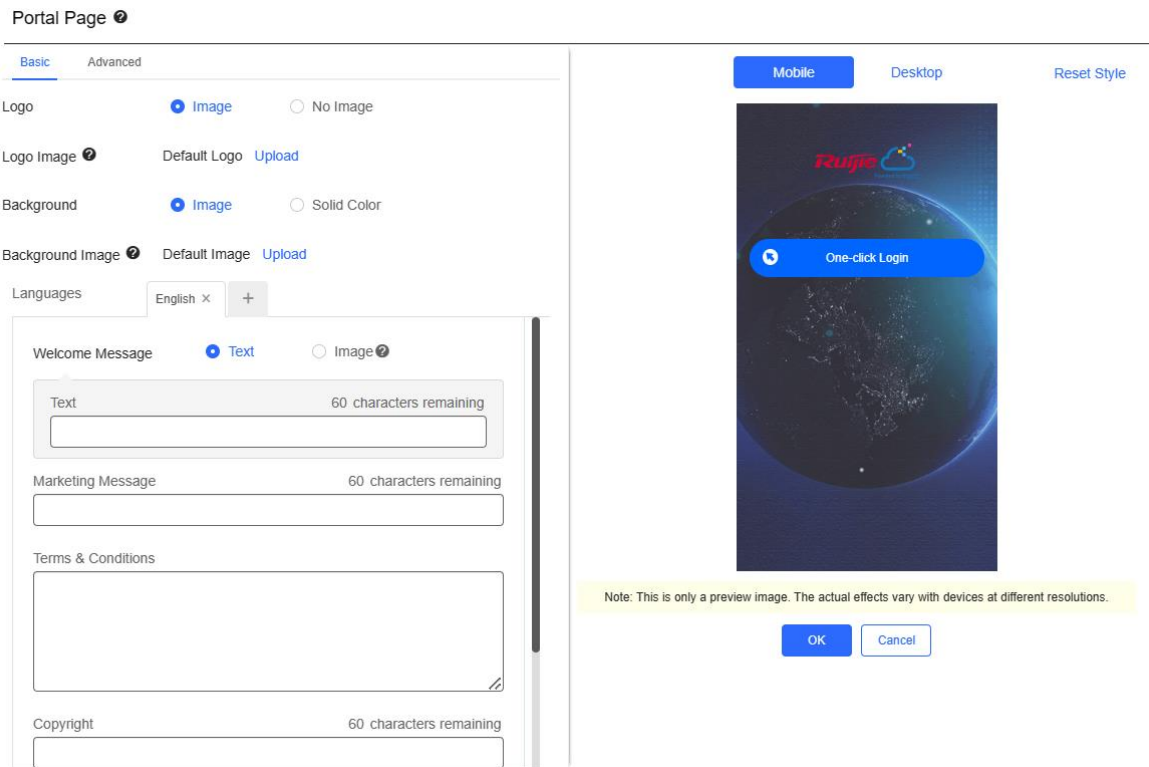 Portal Page
Basic Advanced
Logo Image No Image
Logo Image Default Logo Upload
Background Image Solid Color
Background Image Default Image Upload
Languages English × +
Welcome Message Text Image
Text 60 characters remaining
Marketing Message 60 characters remaining
Terms & Conditions
Copyright 60 characters remaining
Mobile Desktop Reset Style
Ruijie
One-click Login
Note: This is only a preview image. The actual effects vary with devices at different resolutions.
OK Cancel